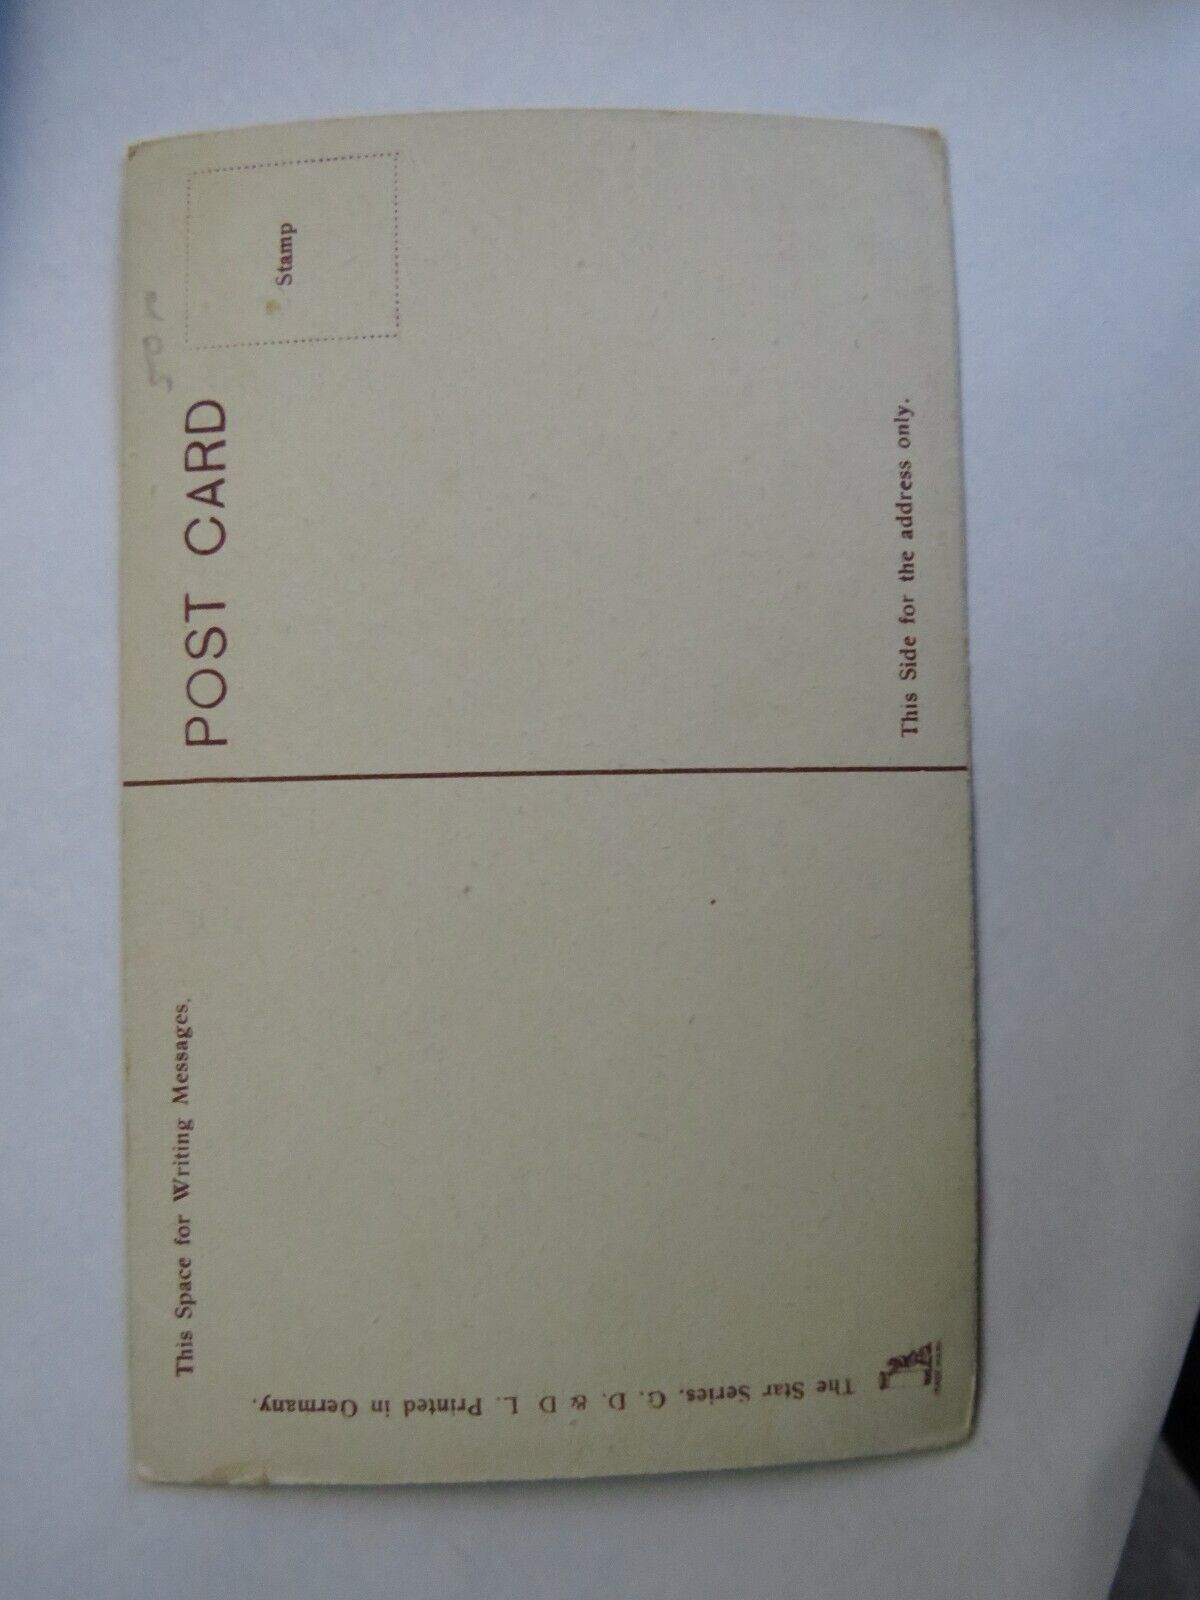 POST CARD
Stamp
This Space for Writing Messages.
This Side for the address only.
The Star Series. G. D. & D L. Printed in Germany.